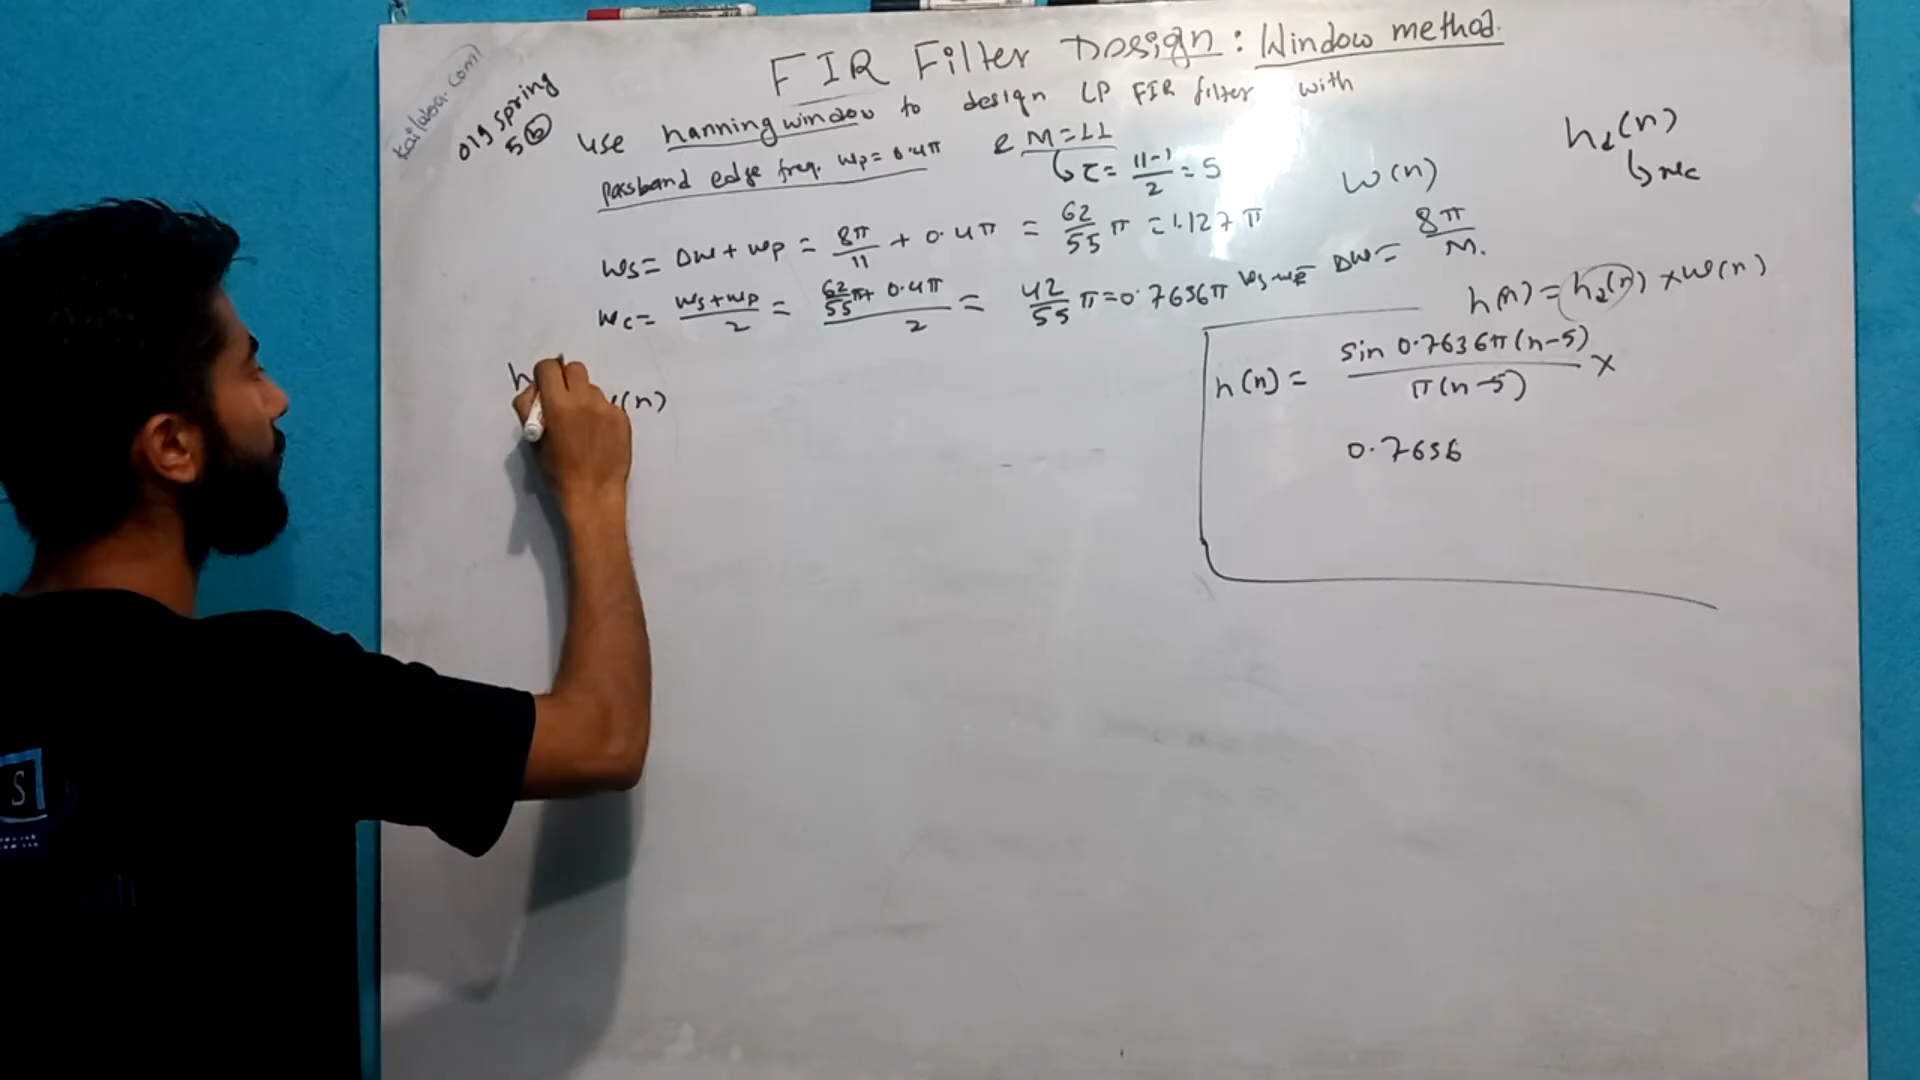 kailaba.com
019 spring
5 b
FIR Filter Design: Window method.
Use hanning window to design LP FIR filter with
passband edge freq. wp = 0.4π & M = 11
↳ τ = 11-1/2 = 5
w(n)
hd(n)
↳ τ, wc
ws = Δw + wp = 8π/11 + 0.4π = 62/55 π = 1.127π
wc = ws+wp/2 = 62/55 π + 0.4π/2 = 42/55 π = 0.7636π
Δw = 8π/M.
h(n) = hd(n) × w(n)
h(n) = sin 0.7636π(n-5)/π(n-5) ×
0.7636
h
(n)
S